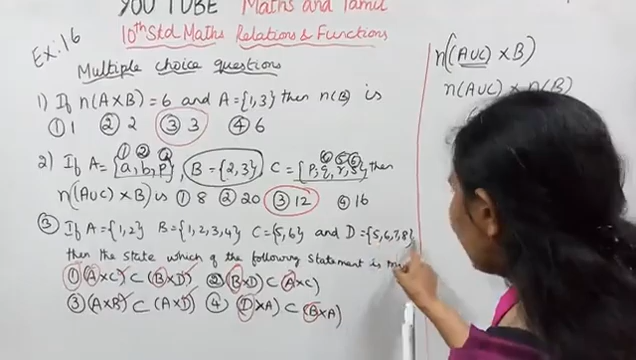 YOU TUBE Maths and Tamil
10th Std Maths Relations & Functions
Ex: 1.6
Multiple choice questions
1) If n(A×B) = 6 and A = {1,3} then n(B) is
① 1 ② 2 ③ 3 ④ 6
2) If A = {a, b, p} B = {2,3} C = {p, q, r, s} then
n(A∪C) × B) is ① 8 ② 20 ③ 12 ④ 16
③ If A = {1,2} B = {1,2,3,4} C = {5,6} and D = {5,6,7,8}
then the state which of the following statement is
① (A×C) ⊂ (B×D) ② (B×D) ⊂ (A×C)
③ (A×B) ⊂ (A×D) ④ (D×A) ⊂ (B×A)
n((A∪C) × B)
n(A∪C) × n(B)